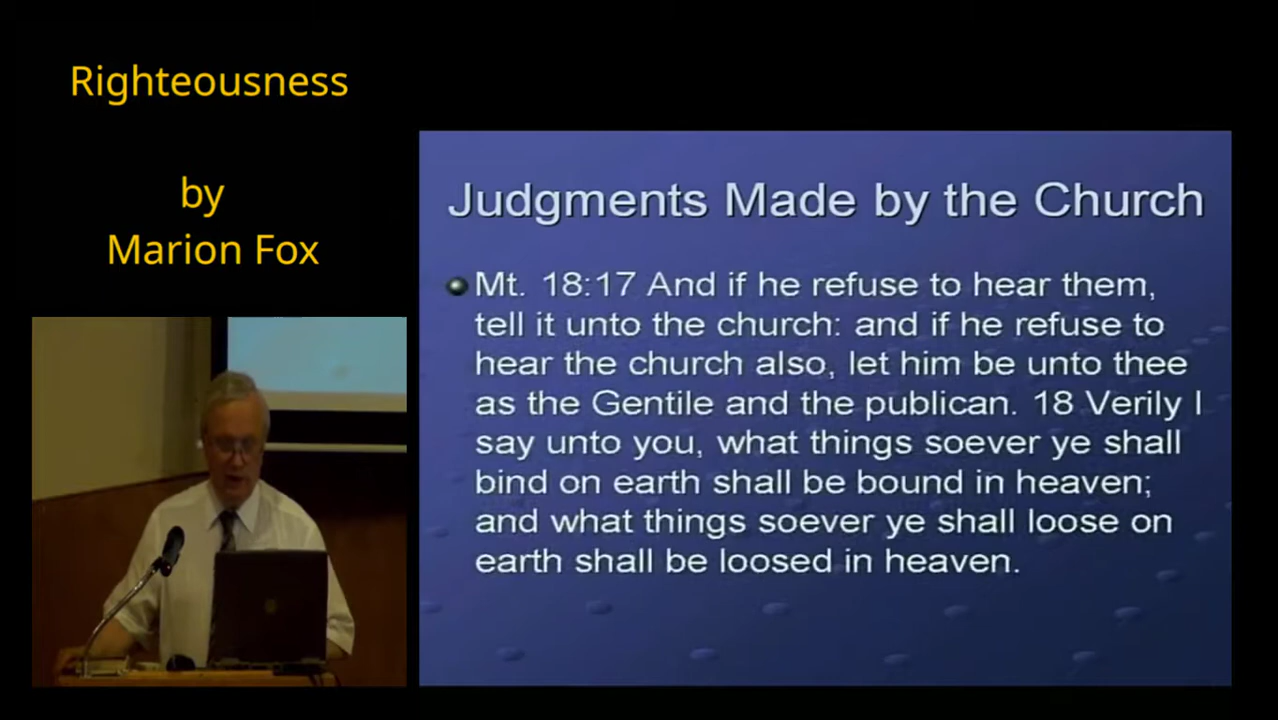 Righteousness
by
Marion Fox
Judgments Made by the Church
Mt. 18:17 And if he refuse to hear them,
tell it unto the church: and if he refuse to
hear the church also, let him be unto thee
as the Gentile and the publican. 18 Verily I
say unto you, what things soever ye shall
bind on earth shall be bound in heaven;
and what things soever ye shall loose on
earth shall be loosed in heaven.